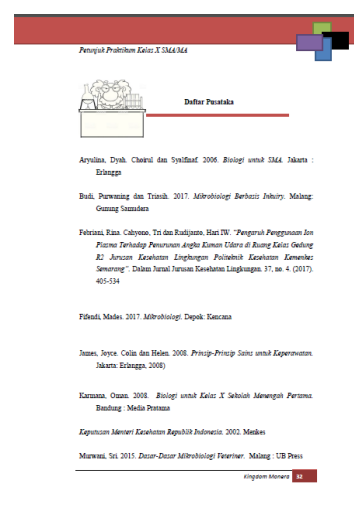 Petunjuk Praktikum Kelas X SMA/MA
Daftar Pusataka
Aryulina, Dyah. Choirul dan Syalfinaf. 2006. Biologi untuk SMA. Jakarta :
Erlangga
Budi, Purwaning dan Triasih. 2017. Mikrobiologi Berbasis Inkuiry. Malang:
Gunung Samudera
Febriani, Rina. Cahyono, Tri dan Rudijanto, Hari IW. "Pengaruh Penggunaan Ion
Plasma Terhadap Penurunan Angka Kuman Udara di Ruang Kelas Gedung
R2 Jurusan Kesehatan Lingkungan Politeknik Kesehatan Kemenkes
Semarang". Dalam Jurnal Jurusan Kesehatan Lingkungan. 37, no. 4. (2017).
405-534
Fifendi, Mades. 2017. Mikrobiologi. Depok: Kencana
James, Joyce. Colin dan Helen. 2008. Prinsip-Prinsip Sains untuk Keperawatan.
Jakarta: Erlangga, 2008)
Karmana, Oman. 2008. Biologi untuk Kelas X Sekolah Menengah Pertama.
Bandung : Media Pratama
Keputusan Menteri Kesehatan Republik Indonesia. 2002. Menkes
Murwani, Sri. 2015. Dasar-Dasar Mikrobiologi Veteriner. Malang : UB Press
Kingdom Monera 32